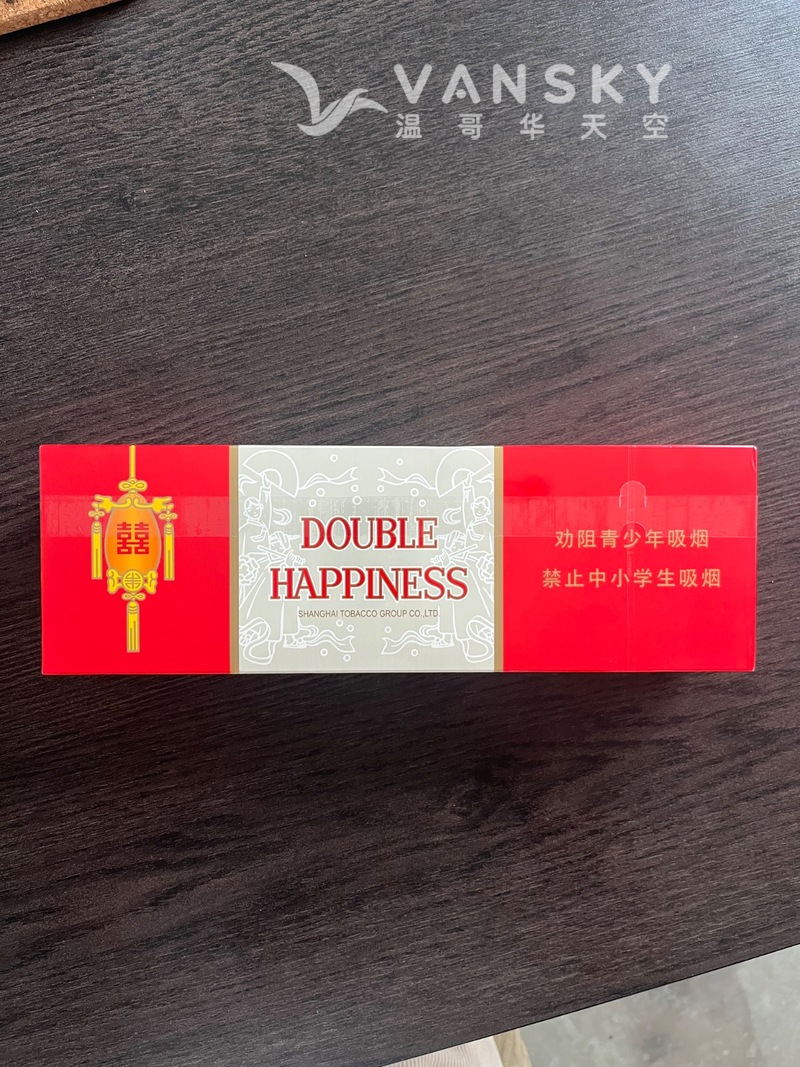 VANSKY
温哥华天空
囍
DOUBLE
HAPPINESS
SHANGHAI TOBACCO GROUP CO.,LTD.
劝阻青少年吸烟
禁止中小学生吸烟